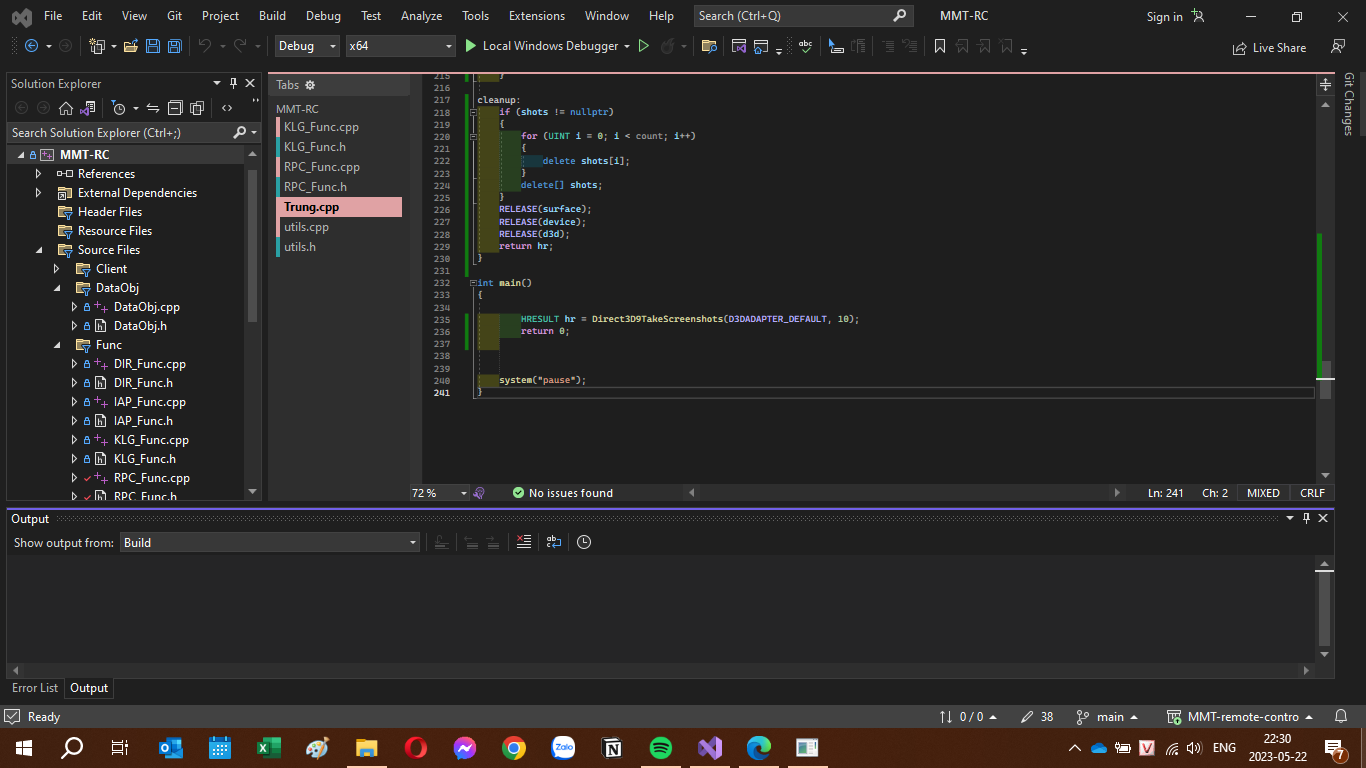 File Edit View Git Project Build Debug Test Analyze Tools Extensions Window Help Search (Ctrl+Q) MMT-RC Sign in
Debug x64 Local Windows Debugger Live Share
Solution Explorer
Search Solution Explorer (Ctrl+;)
MMT-RC
References
External Dependencies
Header Files
Resource Files
Source Files
Client
DataObj
DataObj.cpp
DataObj.h
Func
DIR_Func.cpp
DIR_Func.h
IAP_Func.cpp
IAP_Func.h
KLG_Func.cpp
KLG_Func.h
RPC_Func.cpp
RPC_Func.h
Tabs
MMT-RC
KLG_Func.cpp
KLG_Func.h
RPC_Func.cpp
RPC_Func.h
Trung.cpp
utils.cpp
utils.h
215 }
216
217 cleanup:
218 if (shots != nullptr)
219 {
220 for (UINT i = 0; i < count; i++)
221 {
222 delete shots[i];
223 }
224 delete[] shots;
225 }
226 RELEASE(surface);
227 RELEASE(device);
228 RELEASE(d3d);
229 return hr;
230 }
231
232 int main()
233 {
234
235 HRESULT hr = Direct3D9TakeScreenshots(D3DADAPTER_DEFAULT, 10);
236 return 0;
237
238
239
240 system("pause");
241 }
72 % No issues found Ln: 241 Ch: 2 MIXED CRLF
Git Changes
Output
Show output from: Build
Error List Output
Ready 0 / 0 38 main MMT-remote-contro
Zalo V ENG 22:30
2023-05-22 7